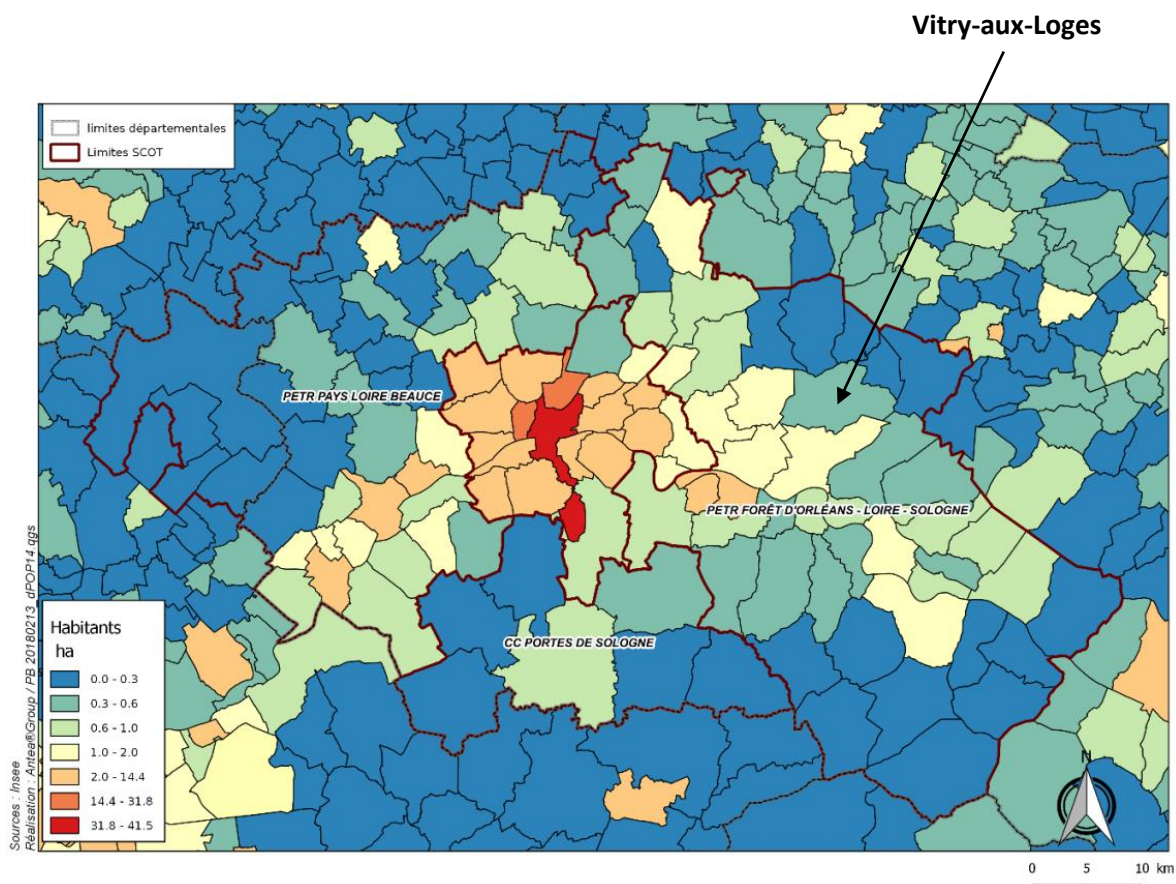 Vitry-aux-Loges
limites départementales
Limites SCOT
PETR PAYS LOIRE BEAUCE
PETR FORÊT D'ORLÉANS - LOIRE - SOLOGNE
CC PORTES DE SOLOGNE
Habitants
ha
0.0 - 0.3
0.3 - 0.6
0.6 - 1.0
1.0 - 2.0
2.0 - 14.4
14.4 - 31.8
31.8 - 41.5
Sources : Insee
Réalisation : Antea®Group / PB 20180213_dPOP14.qgs
N
0 5 10 km